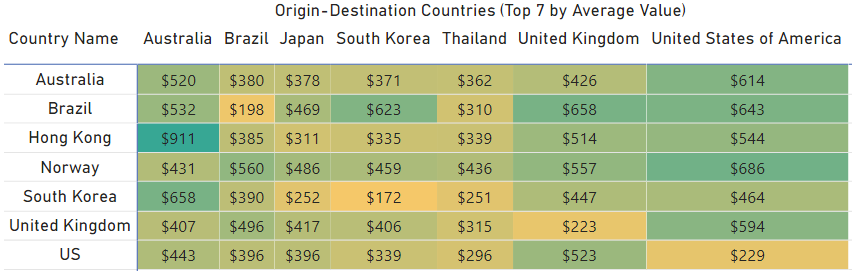 Origin-Destination Countries (Top 7 by Average Value)
Country Name Australia Brazil Japan South Korea Thailand United Kingdom United States of America
Australia $520 $380 $378 $371 $362 $426 $614
Brazil $532 $198 $469 $623 $310 $658 $643
Hong Kong $911 $385 $311 $335 $339 $514 $544
Norway $431 $560 $486 $459 $436 $557 $686
South Korea $658 $390 $252 $172 $251 $447 $464
United Kingdom $407 $496 $417 $406 $315 $223 $594
US $443 $396 $396 $339 $296 $523 $229